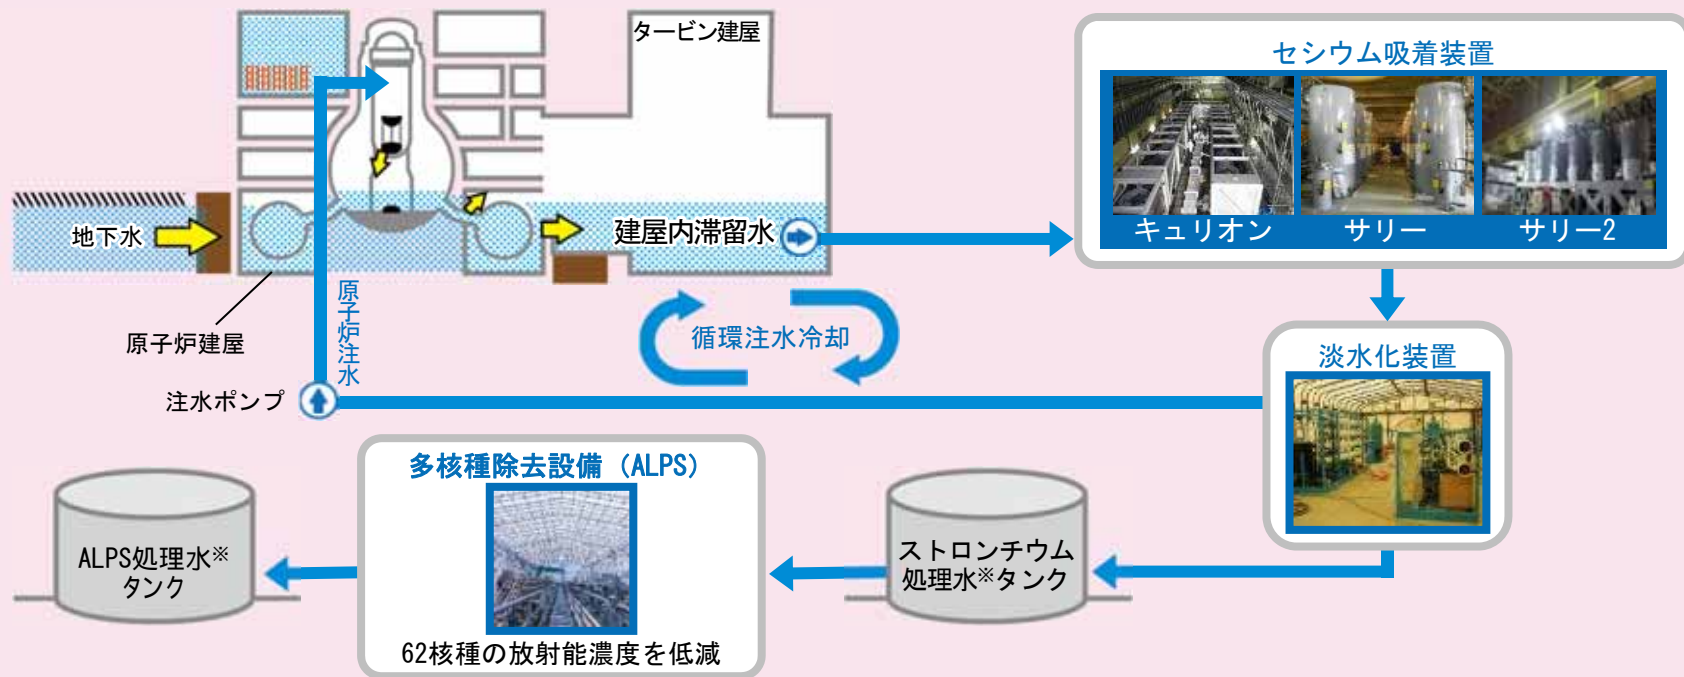 タービン建屋
セシウム吸着装置
キュリオン
サリー
サリー2
地下水
建屋内滞留水
原子炉建屋
原子炉注水
循環注水冷却
淡水化装置
注水ポンプ
多核種除去設備（ALPS）
62核種の放射能濃度を低減
ALPS処理水※
タンク
ストロンチウム
処理水※タンク